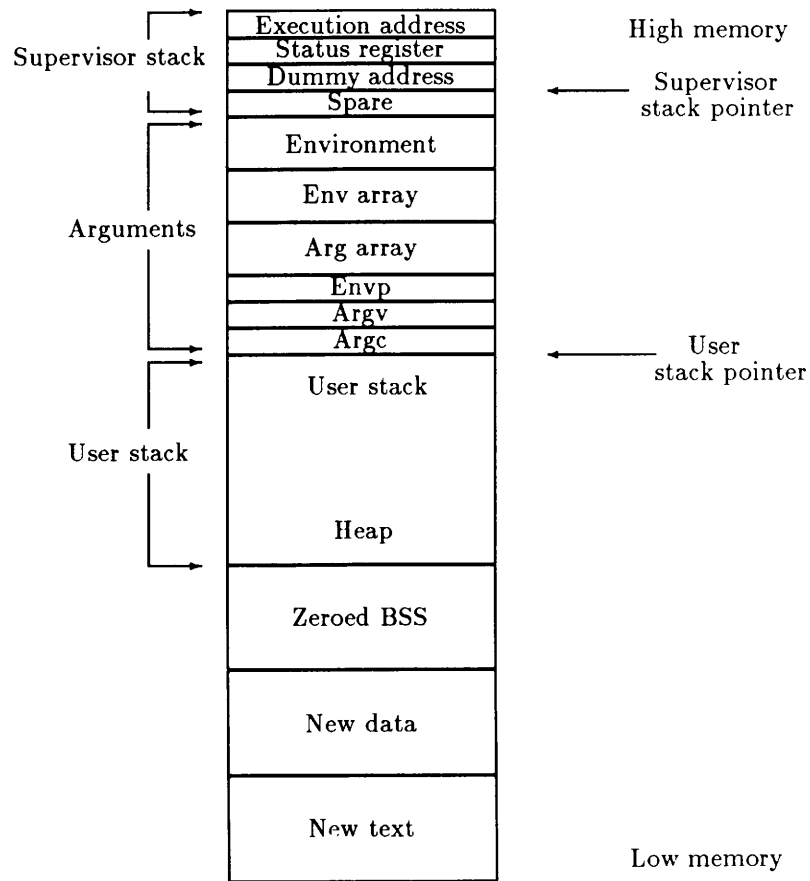 Execution address
High memory
Status register
Supervisor stack
Dummy address
Supervisor
stack pointer
Spare
Environment
Env array
Arguments
Arg array
Envp
Argv
Argc
User
stack pointer
User stack
User stack
Heap
Zeroed BSS
New data
New text
Low memory